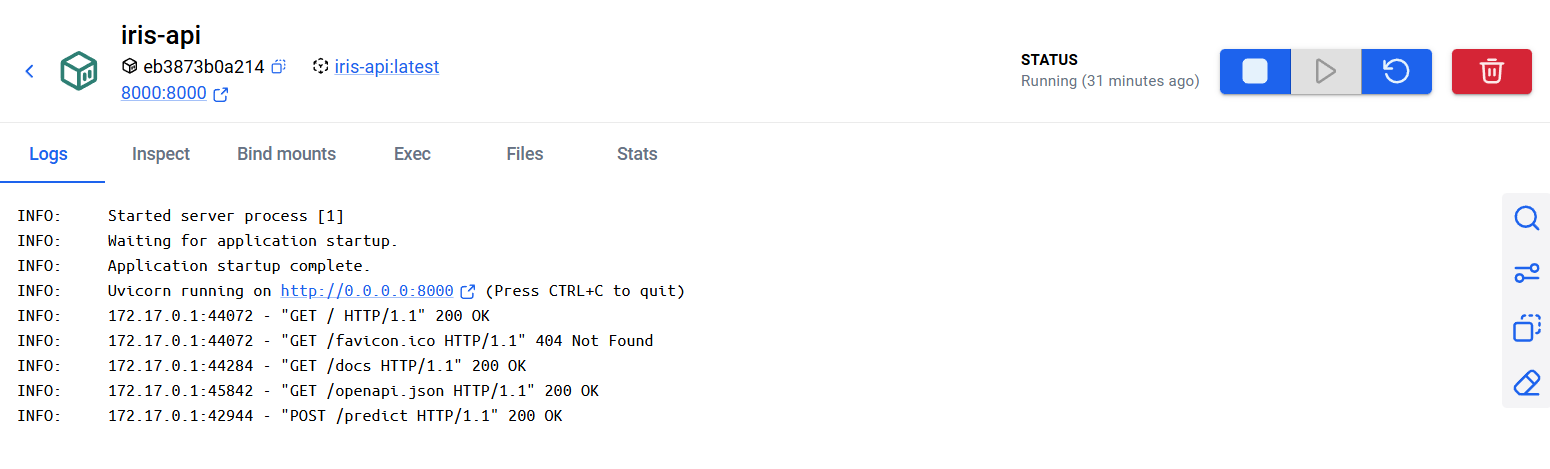 iris-api
eb3873b0a214 iris-api:latest
8000:8000
STATUS
Running (31 minutes ago)
Logs Inspect Bind mounts Exec Files Stats
INFO: Started server process [1]
INFO: Waiting for application startup.
INFO: Application startup complete.
INFO: Uvicorn running on http://0.0.0.0:8000 (Press CTRL+C to quit)
INFO: 172.17.0.1:44072 - "GET / HTTP/1.1" 200 OK
INFO: 172.17.0.1:44072 - "GET /favicon.ico HTTP/1.1" 404 Not Found
INFO: 172.17.0.1:44284 - "GET /docs HTTP/1.1" 200 OK
INFO: 172.17.0.1:45842 - "GET /openapi.json HTTP/1.1" 200 OK
INFO: 172.17.0.1:42944 - "POST /predict HTTP/1.1" 200 OK